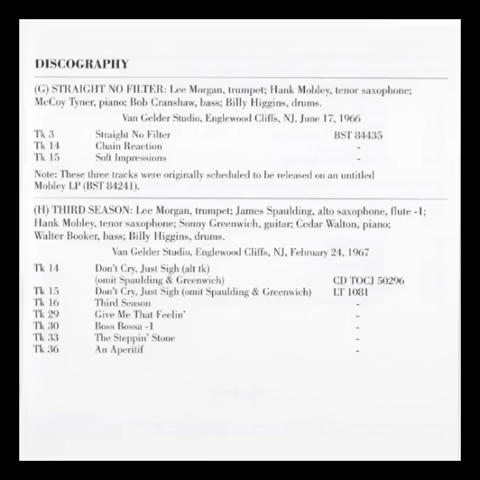 DISCOGRAPHY
(G) STRAIGHT NO FILTER: Lee Morgan, trumpet; Hank Mobley, tenor saxophone;
McCoy Tyner, piano; Bob Cranshaw, bass; Billy Higgins, drums.
Van Gelder Studio, Englewood Cliffs, NJ, June 17, 1966
Tk 3 Straight No Filter BST 84435
Tk 14 Chain Reaction -
Tk 15 Soft Impressions -
Note: These three tracks were originally scheduled to be released on an untitled
Mobley LP (BST 84241).
(H) THIRD SEASON: Lee Morgan, trumpet; James Spaulding, alto saxophone, flute -1;
Hank Mobley, tenor saxophone; Sonny Greenwich, guitar; Cedar Walton, piano;
Walter Booker, bass; Billy Higgins, drums.
Van Gelder Studio, Englewood Cliffs, NJ, February 24, 1967
Tk 14 Don't Cry, Just Sigh (alt tk)
(omit Spaulding & Greenwich) CD TOCJ 50296
Tk 15 Don't Cry, Just Sigh (omit Spaulding & Greenwich) LT 1081
Tk 16 Third Season -
Tk 29 Give Me That Feelin' -
Tk 30 Boss Bossa -1 -
Tk 33 The Steppin' Stone -
Tk 36 An Aperitif -